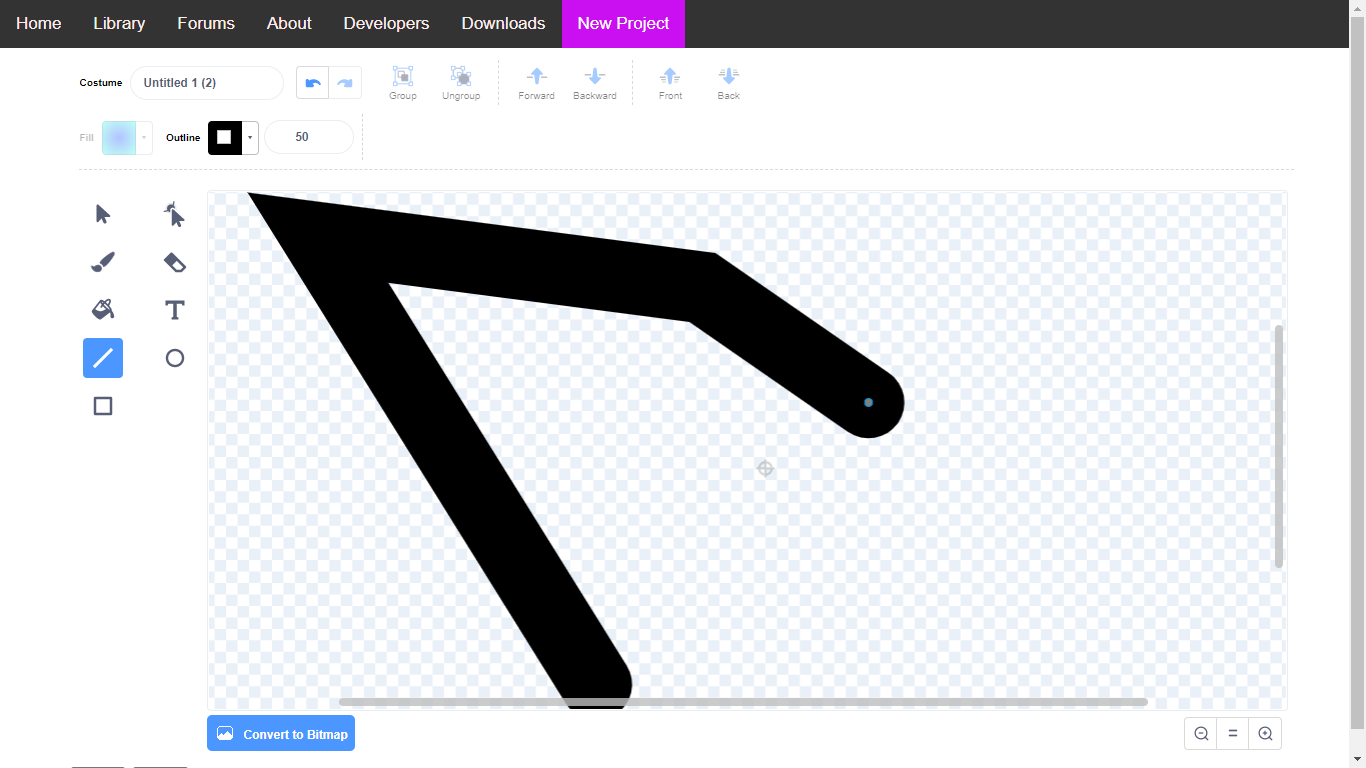 Home Library Forums About Developers Downloads New Project
Costume Untitled 1 (2) Group Ungroup Forward Backward Front Back
Fill Outline 50
T
Convert to Bitmap